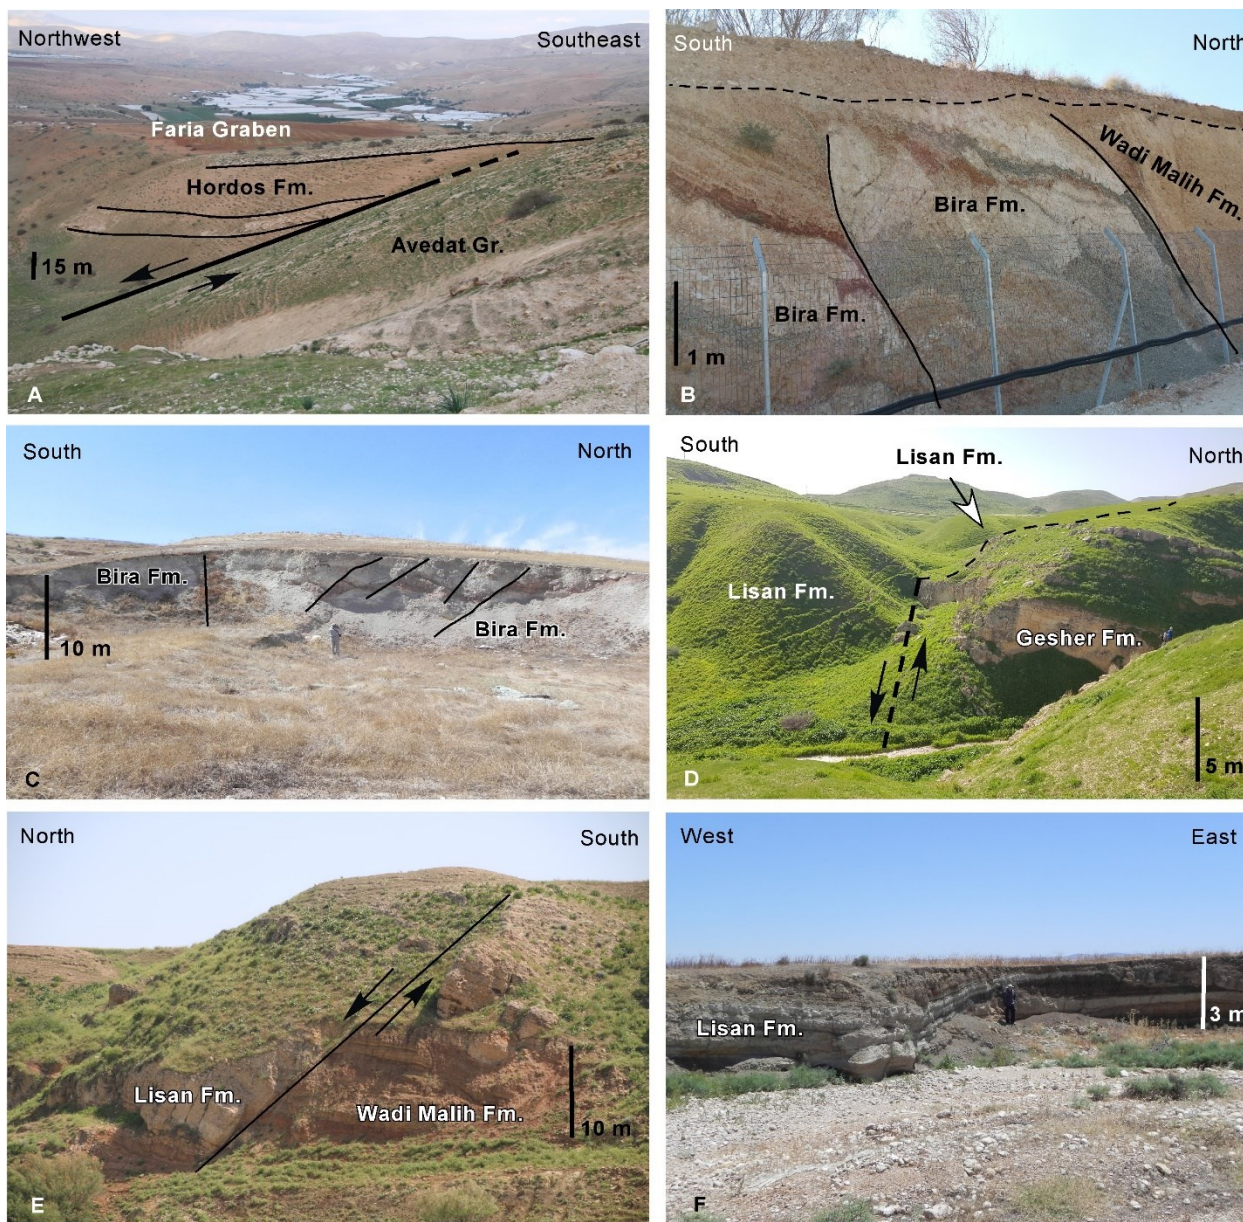 Northwest
Southeast
Faria Graben
Hordos Fm.
Avedat Gr.
15 m
A
South
North
Wadi Malih Fm.
Bira Fm.
Bira Fm.
1 m
B
South
North
Bira Fm.
Bira Fm.
10 m
C
South
North
Lisan Fm.
Lisan Fm.
Gesher Fm.
5 m
D
North
South
Lisan Fm.
Wadi Malih Fm.
10 m
E
West
East
Lisan Fm.
3 m
F